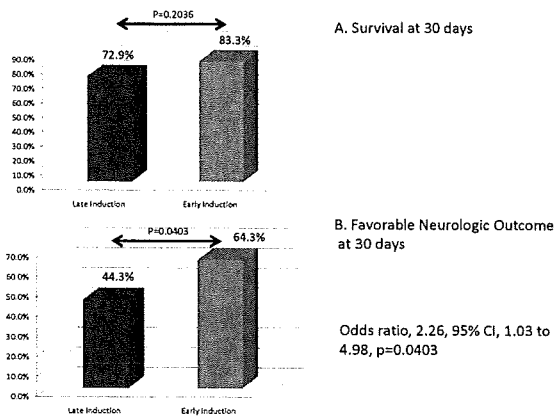 P=0.2036
A. Survival at 30 days
72.9%
83.3%
90.0%
80.0%
70.0%
60.0%
50.0%
40.0%
30.0%
20.0%
10.0%
0.0%
Late Induction
Early Induction
P=0.0403
B. Favorable Neurologic Outcome
at 30 days
44.3%
64.3%
70.0%
60.0%
50.0%
40.0%
30.0%
20.0%
10.0%
0.0%
Late Induction
Early Induction
Odds ratio, 2.26, 95% CI, 1.03 to
4.98, p=0.0403